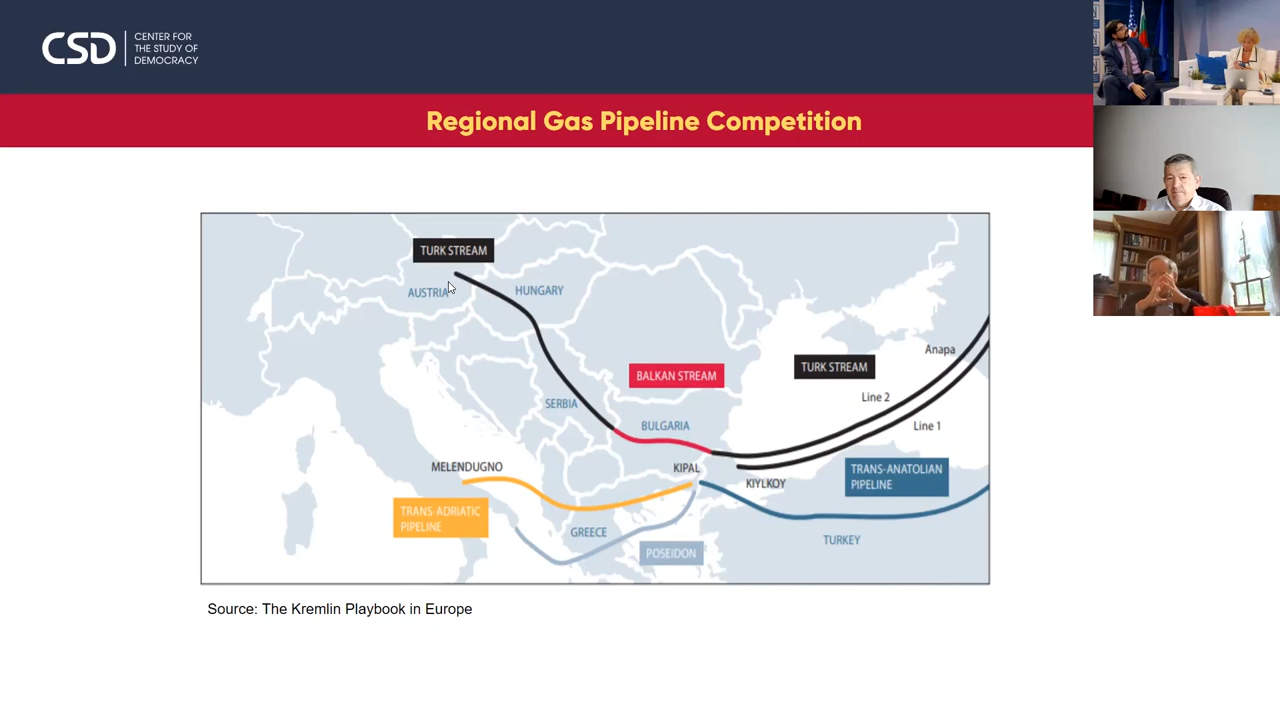 CSD
CENTER FOR
THE STUDY OF
DEMOCRACY
Regional Gas Pipeline Competition
TURK STREAM
AUSTRIA
HUNGARY
Anapa
TURK STREAM
BALKAN STREAM
Line 2
SERBIA
BULGARIA
Line 1
MELENDUGNO
KIPAL
TRANS-ANATOLIAN
PIPELINE
KIYLKOY
TRANS-ADRIATIC
PIPELINE
GREECE
TURKEY
POSEIDON
Source: The Kremlin Playbook in Europe